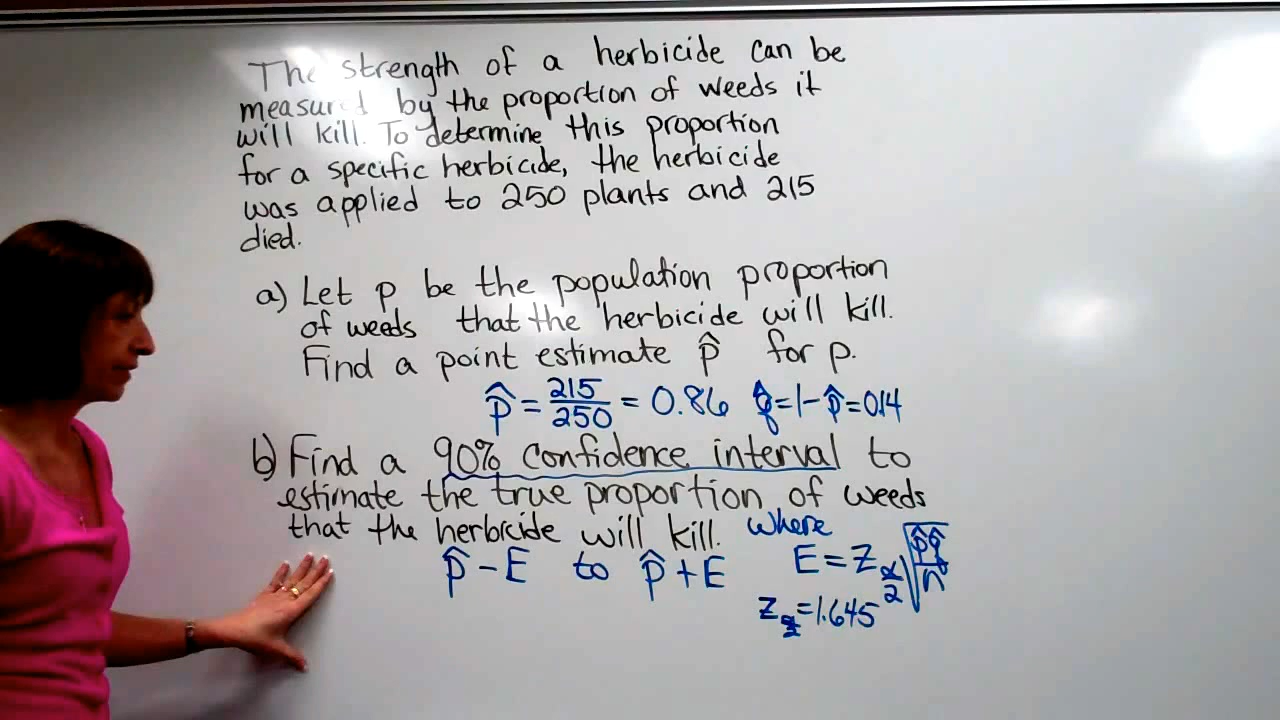 The strength of a herbicide can be
measured by the proportion of weeds it
will kill. To determine this proportion
for a specific herbicide, the herbicide
was applied to 250 plants and 215
died.
a) Let p be the population proportion
of weeds that the herbicide will kill.
Find a point estimate p̂ for p.
p̂ = 215/250 = 0.86 q̂ = 1 - p̂ = 0.14
b) Find a 90% confidence interval to
estimate the true proportion of weeds
that the herbicide will kill. where
p̂ - E to p̂ + E E = Z α/2 √(p̂q̂/n)
Z α/2 = 1.645